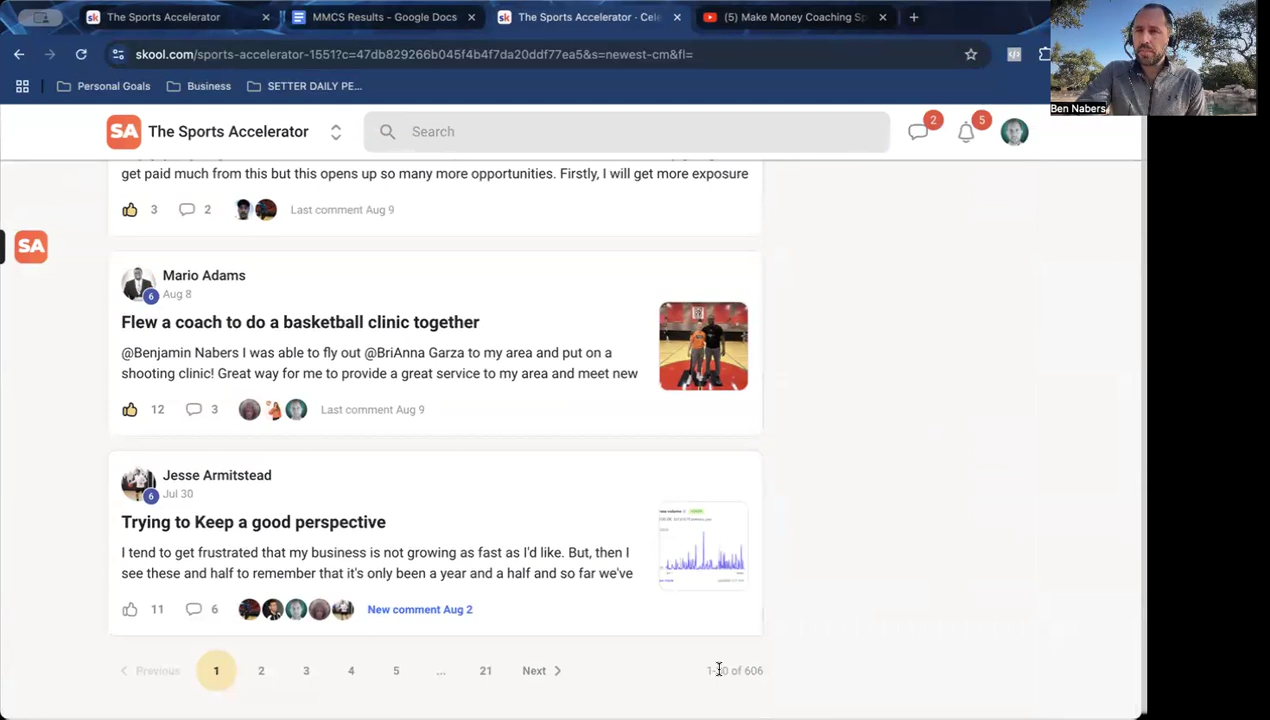 The Sports Accelerator
MMCS Results - Google Docs
The Sports Accelerator - Cele
(5) Make Money Coaching Sp
skool.com/sports-accelerator-1551?c=47db829266b045f4b4f7da20ddf77ea5&s=newest-cm&fl=
Personal Goals
Business
SETTER DAILY PE...
Ben Nabers
SA
The Sports Accelerator
Search
2
5
get paid much from this but this opens up so many more opportunities. Firstly, I will get more exposure
3
2
Last comment Aug 9
SA
Mario Adams
6
Aug 8
Flew a coach to do a basketball clinic together
@Benjamin Nabers I was able to fly out @BriAnna Garza to my area and put on a
shooting clinic! Great way for me to provide a great service to my area and meet new
12
3
Last comment Aug 9
Jesse Armitstead
6
Jul 30
Trying to Keep a good perspective
I tend to get frustrated that my business is not growing as fast as I'd like. But, then I
see these and half to remember that it's only been a year and a half and so far we've
11
6
New comment Aug 2
Previous
1
2
3
4
5
...
21
Next
of 606